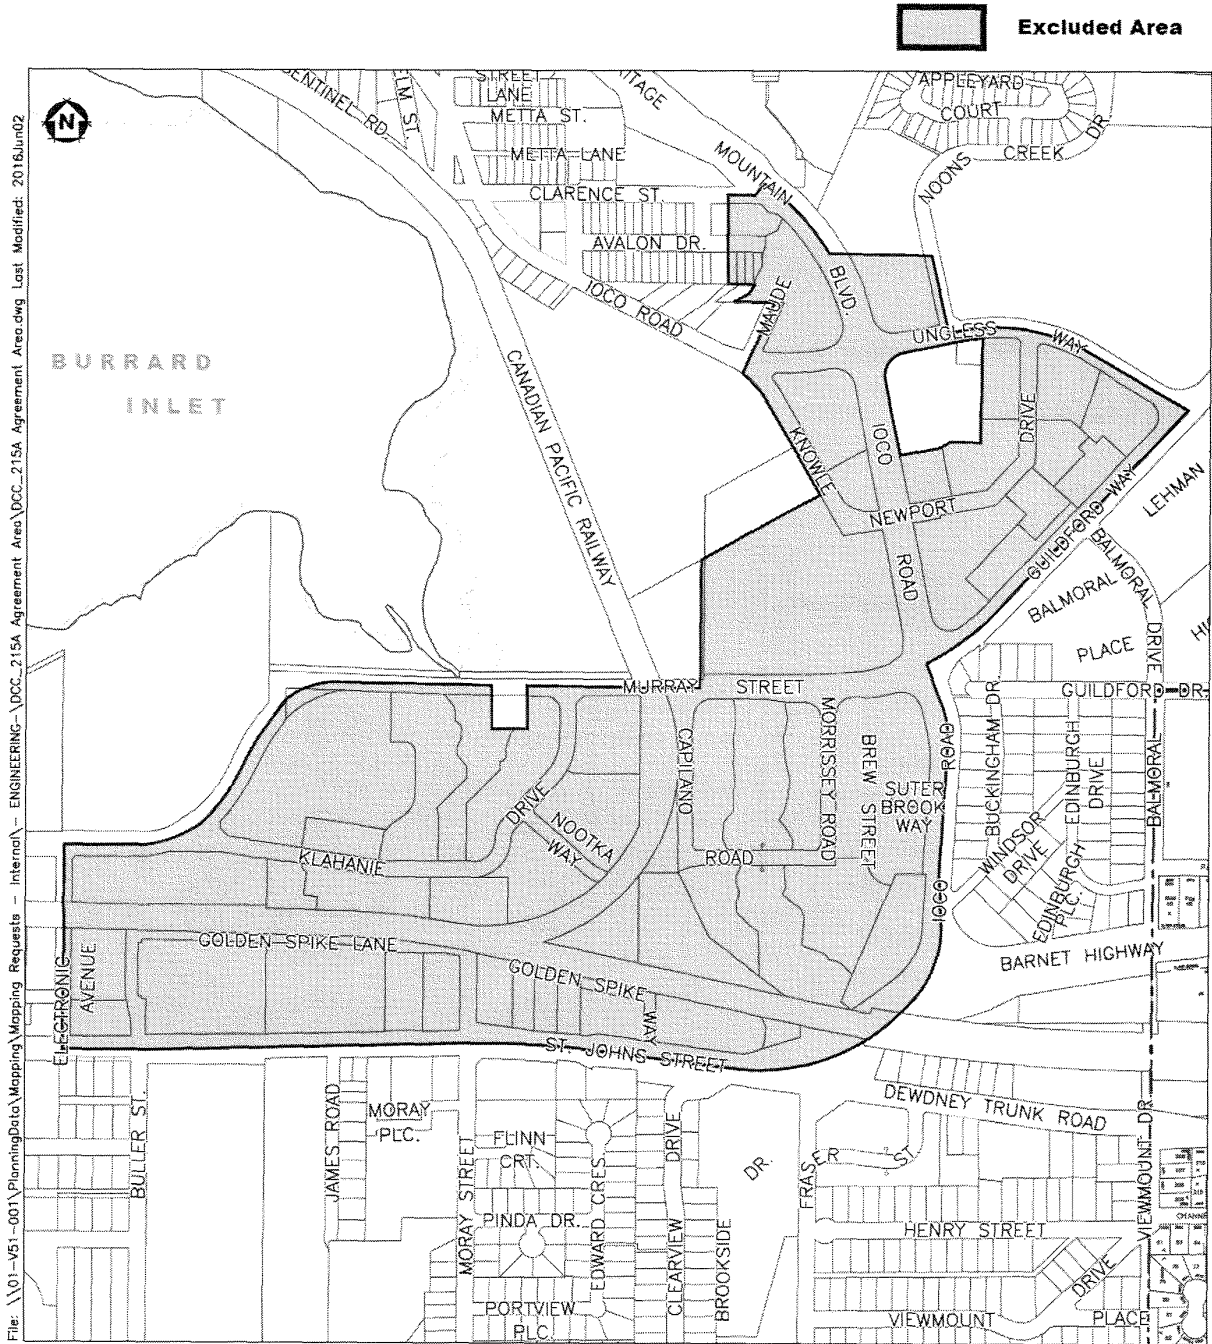 Excluded Area
File: \\01-V51-001\PlanningData\Mapping\Mapping Requests - Internal\- ENGINEERING-\DCC_215A Agreement Area\DCC_215A Agreement Area.dwg Last Modified: 2016Jun02
N
SENTINEL RD.
ELM ST.
STREET
LANE
METTA ST.
METTA LANE
CLARENCE ST.
AVALON DR.
IOCO ROAD
MOUNTAIN
BLVD.
APPLEYARD
COURT
NOONS
CREEK
DR.
MAUDE
UNGLESS
WAY
BURRARD
INLET
CANADIAN PACIFIC RAILWAY
KNOWLE
IOCO
ROAD
DRIVE
NEWPORT
GUILDFORD WAY
LEHMAN
BALMORAL
DRIVE
BALMORAL
PLACE
MURRAY
STREET
GUILDFORD DR.
CAPILANO
ROAD
MORRISSEY ROAD
BREW STREET
SUTER
BROOK
WAY
IOCO
ROAD
BUCKINGHAM DR.
EDINBURGH
DRIVE
BALMORAL
WINDSOR
DRIVE
EDINBURGH
PLC.
KLAHANIE
DRIVE
NOOTKA
WAY
ELECTRONIC
AVENUE
GOLDEN SPIKE LANE
GOLDEN SPIKE
WAY
BARNET HIGHWAY
ST. JOHNS STREET
BULLER ST.
JAMES ROAD
MORAY
PLC.
MORAY STREET
FLINN
CRT.
PINDA DR.
PORTVIEW
PLC.
EDWARD CRES
CLEARVIEW
DRIVE
BROOKSIDE
DR.
FRASER
ST
DEWDNEY TRUNK ROAD
HENRY STREET
VIEWMOUNT DR
VIEWMOUNT
DRIVE
PLACE